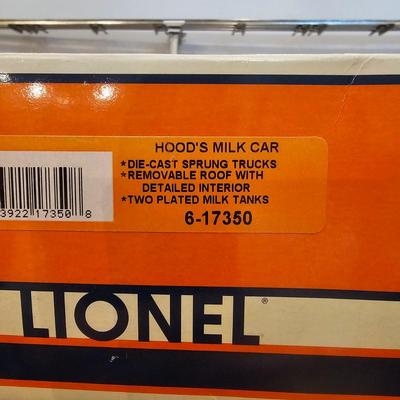 HOOD'S MILK CAR
*DIE-CAST SPRUNG TRUCKS
*REMOVABLE ROOF WITH
DETAILED INTERIOR
*TWO PLATED MILK TANKS
6-17350
3922 17350 8
LIONEL®